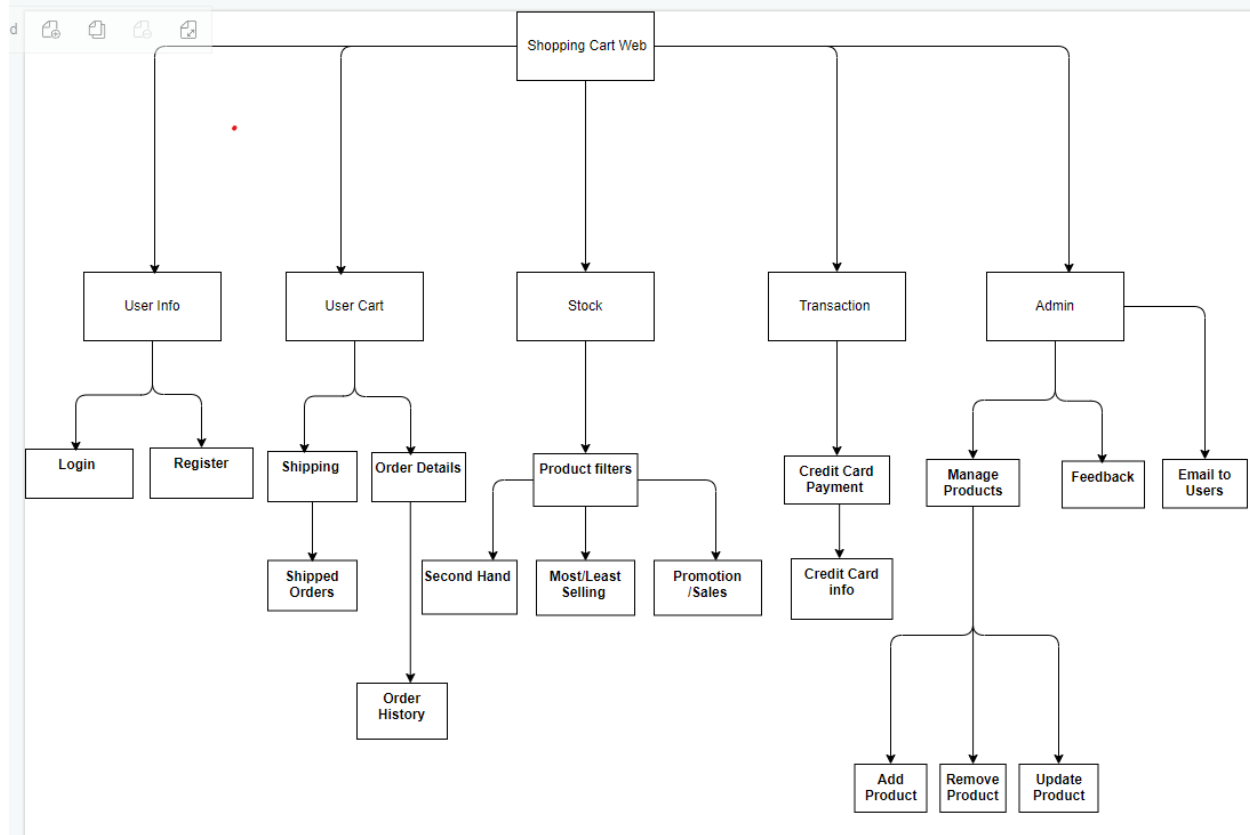 d
Shopping Cart Web
User Info
User Cart
Stock
Transaction
Admin
Login
Register
Shipping
Order Details
Product filters
Credit Card
Payment
Manage
Products
Feedback
Email to
Users
Shipped
Orders
Second Hand
Most/Least
Selling
Promotion
/Sales
Credit Card
info
Order
History
Add
Product
Remove
Product
Update
Product